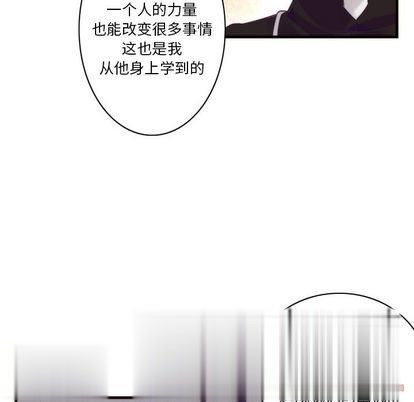 一个人的力量
也能改变很多事情
这也是我
从他身上学到的